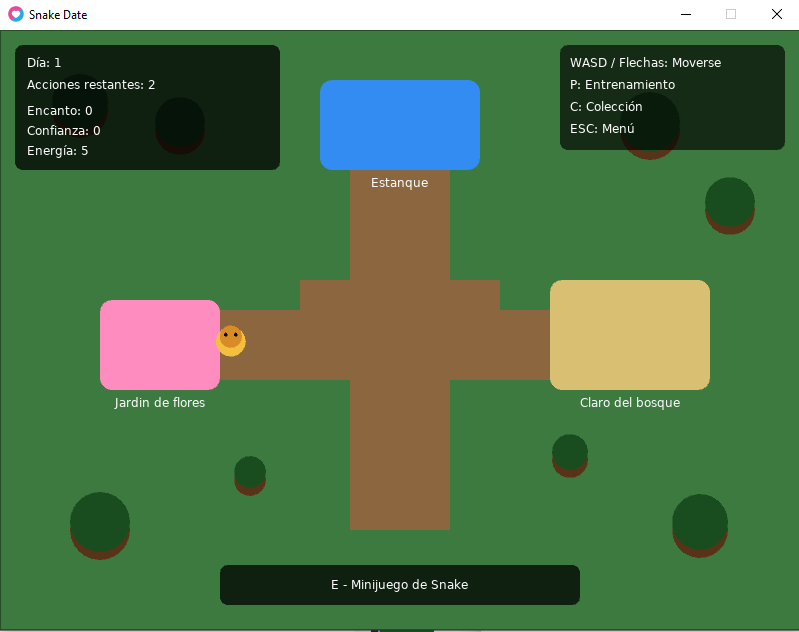 Snake Date
Día: 1
Acciones restantes: 2
Encanto: 0
Confianza: 0
Energía: 5
WASD / Flechas: Moverse
P: Entrenamiento
C: Colección
ESC: Menú
Estanque
Jardin de flores
Claro del bosque
E - Minijuego de Snake